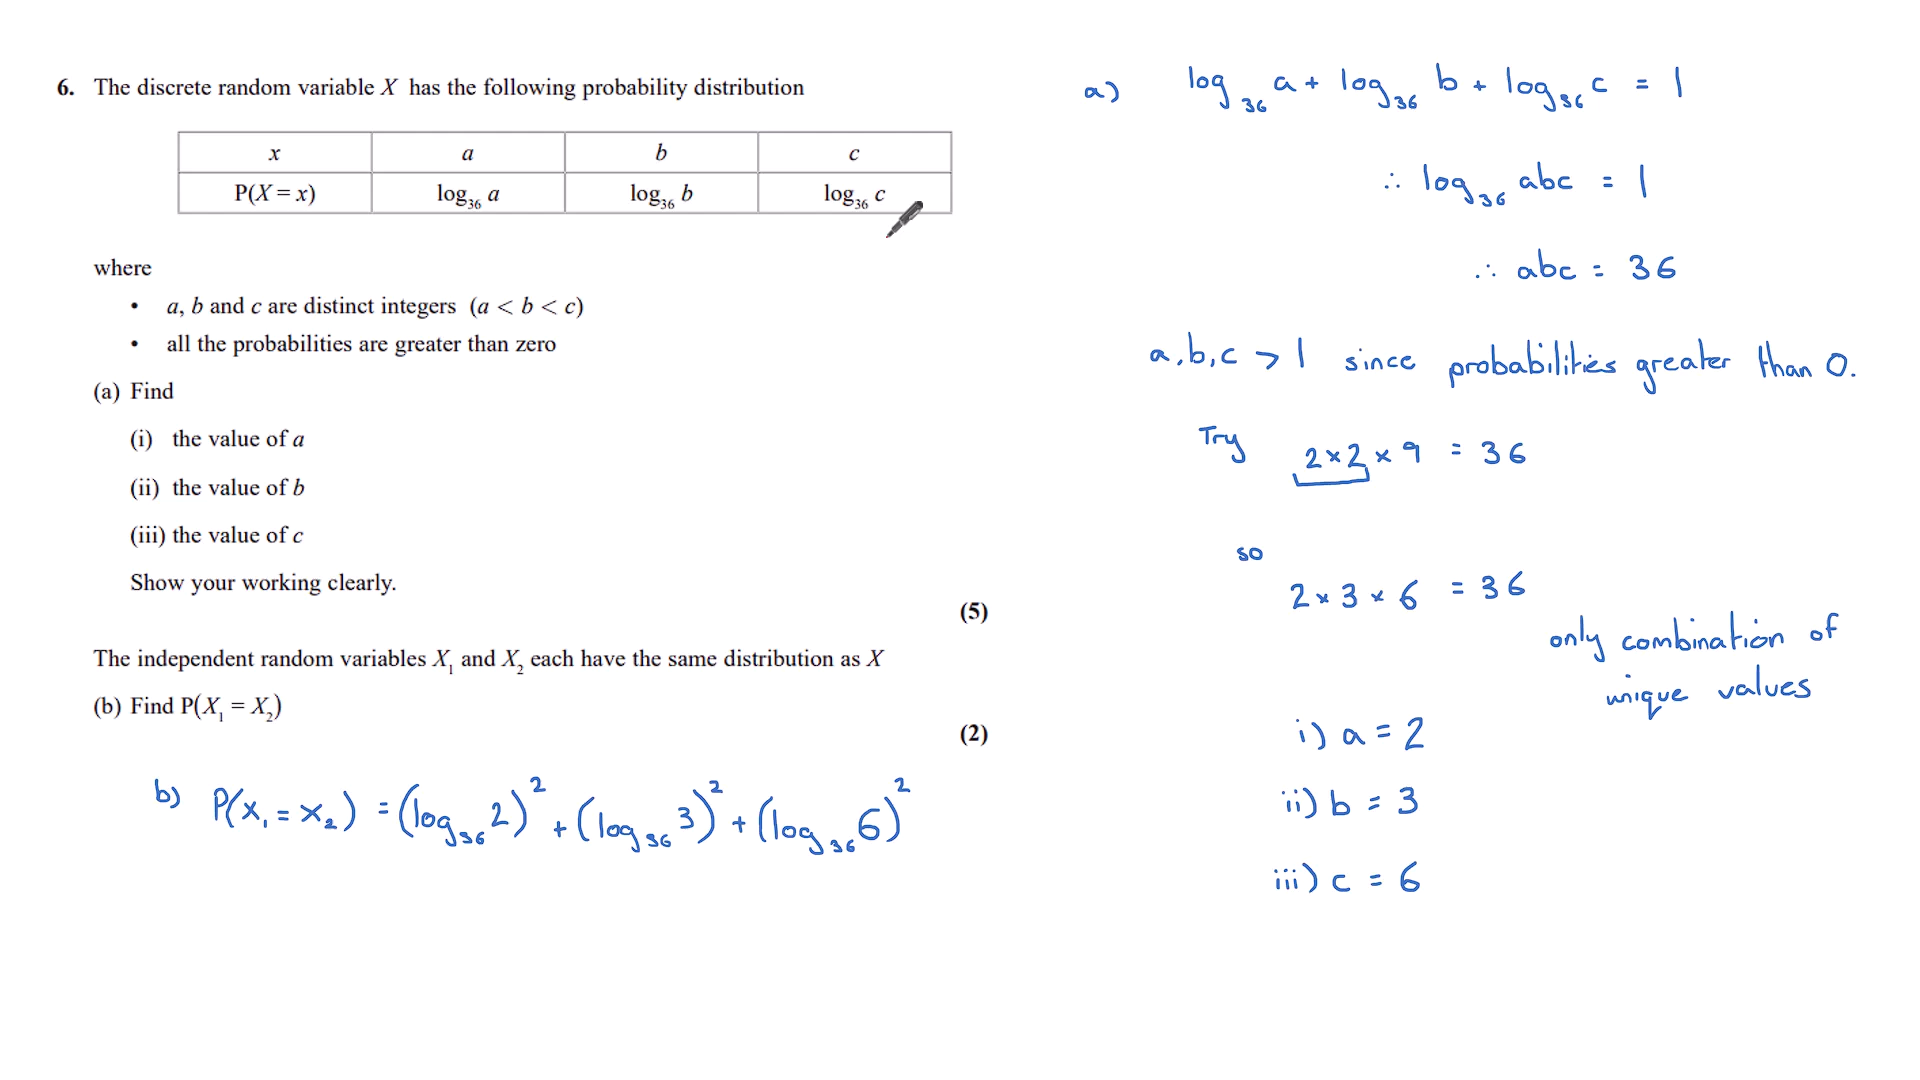 6. The discrete random variable X has the following probability distribution
x a b c
P(X = x) log₃₆ a log₃₆ b log₃₆ c
where
• a, b and c are distinct integers (a < b < c)
• all the probabilities are greater than zero
(a) Find
(i) the value of a
(ii) the value of b
(iii) the value of c
Show your working clearly.
(5)
The independent random variables X₁ and X₂ each have the same distribution as X
(b) Find P(X₁ = X₂)
(2)
b) P(X₁ = X₂) = (log₃₆ 2)² + (log₃₆ 3)² + (log₃₆ 6)²
a) log₃₆ a + log₃₆ b + log₃₆ c = 1
∴ log₃₆ abc = 1
∴ abc = 36
a, b, c > 1 since probabilities greater than 0.
Try 2 × 2 × 9 = 36
so
2 × 3 × 6 = 36
only combination of
unique values
i) a = 2
ii) b = 3
iii) c = 6